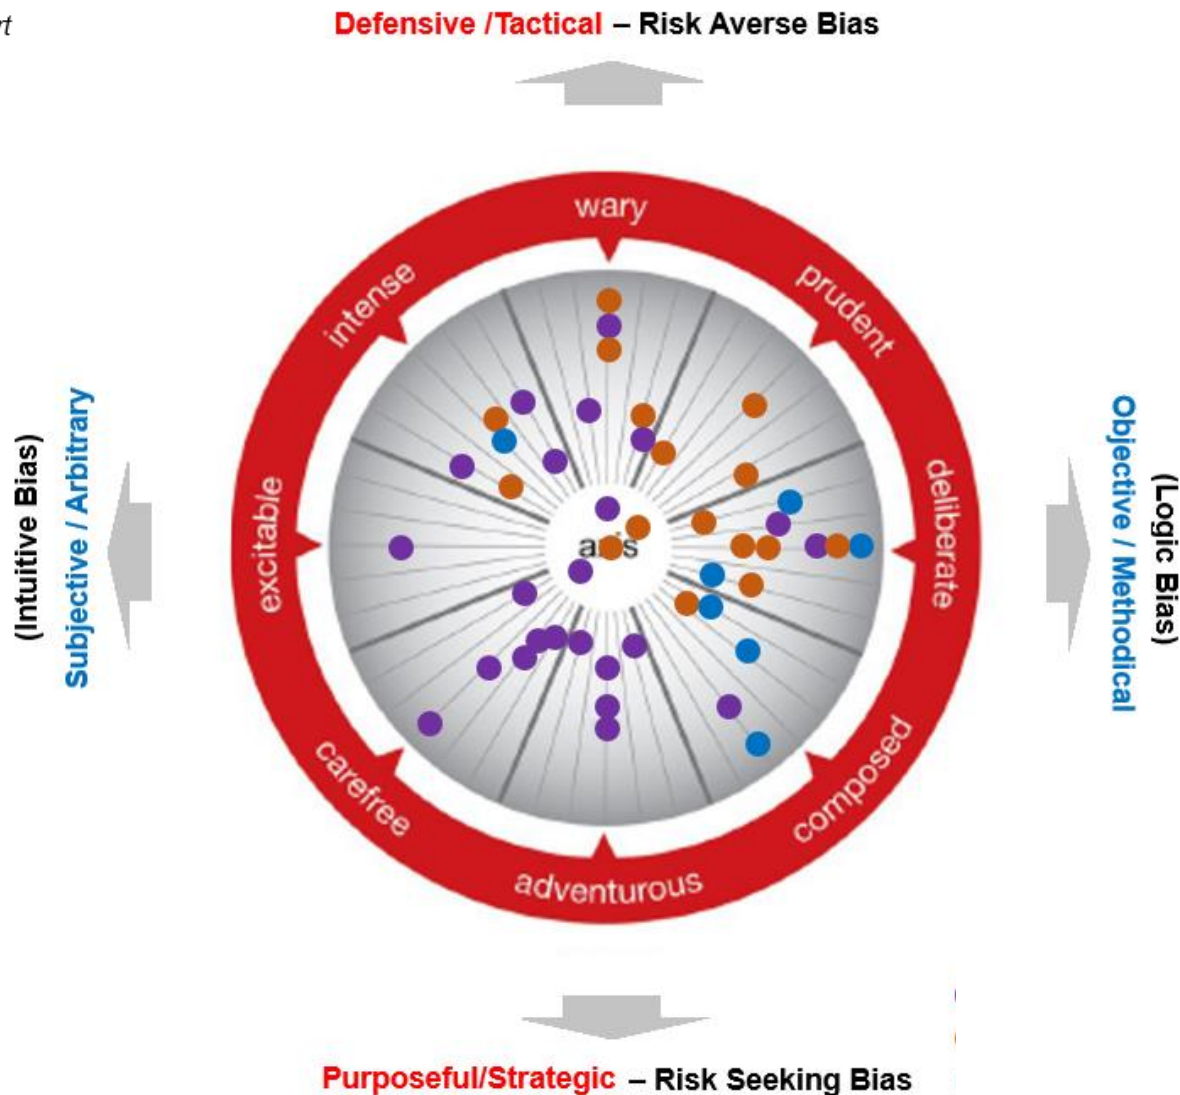 rt
Defensive /Tactical – Risk Averse Bias
wary
intense
prudent
(Intuitive Bias)
Subjective / Arbitrary
excitable
axis
deliberate
Objective / Methodical
(Logic Bias)
carefree
composed
adventurous
Purposeful/Strategic – Risk Seeking Bias